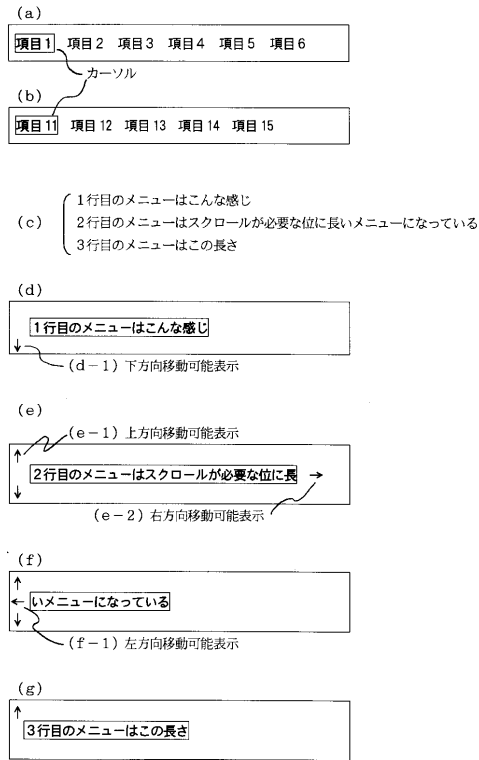 (a)
項目1 項目2 項目3 項目4 項目5 項目6
カーソル
(b)
項目11 項目12 項目13 項目14 項目15
(c)
1行目のメニューはこんな感じ
2行目のメニューはスクロールが必要な位に長いメニューになっている
3行目のメニューはこの長さ
(d)
1行目のメニューはこんな感じ
↓
(d-1)下方向移動可能表示
(e)
(e-1)上方向移動可能表示
↑
2行目のメニューはスクロールが必要な位に長 →
↓
(e-2)右方向移動可能表示
(f)
↑
← いメニューになっている
↓
(f-1)左方向移動可能表示
(g)
↑
3行目のメニューはこの長さ